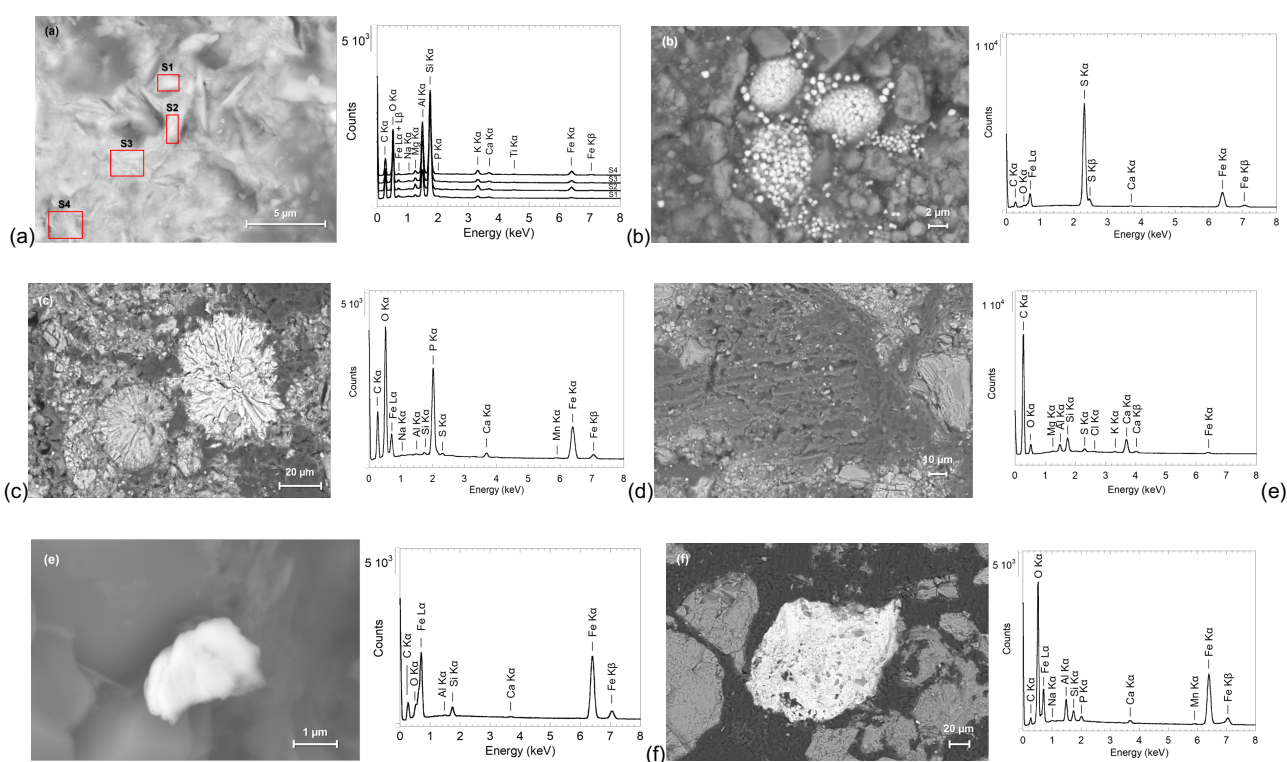 (a)
S1
S2
S3
S4
5 µm
5 10³
Counts
C Kα
O Kα
Fe Lα + Lβ
Na Kα
Mg Kα
Al Kα
Si Kα
P Kα
K Kα
Ca Kα
Ti Kα
Fe Kα
Fe Kβ
S4
S3
S2
S1
0 1 2 3 4 5 6 7 8
Energy (keV)
(a)
(b)
2 µm
1 10⁴
Counts
C Kα
O Kα
Fe Lα
S Kα
S Kβ
Ca Kα
Fe Kα
Fe Kβ
0 1 2 3 4 5 6 7 8
Energy (keV)
(b)
(c)
20 µm
5 10³
Counts
C Kα
O Kα
Fe Lα
Na Kα
Al Kα
Si Kα
P Kα
S Kα
Ca Kα
Mn Kα
Fe Kα
Fe Kβ
0 1 2 3 4 5 6 7 8
Energy (keV)
(c)
(d)
10 µm
1 10⁴
Counts
C Kα
O Kα
Mg Kα
Al Kα
Si Kα
S Kα
Cl Kα
K Kα
Ca Kα
Ca Kβ
Fe Kα
0 1 2 3 4 5 6 7 8
Energy (keV)
(d)
(e)
(e)
1 µm
5 10³
Counts
C Kα
O Kα
Fe Lα
Al Kα
Si Kα
Ca Kα
Fe Kα
Fe Kβ
0 1 2 3 4 5 6 7 8
Energy (keV)
(f)
20 µm
5 10³
Counts
C Kα
O Kα
Fe Lα
Na Kα
Al Kα
Si Kα
P Kα
Ca Kα
Mn Kα
Fe Kα
Fe Kβ
0 1 2 3 4 5 6 7 8
Energy (keV)
(f)